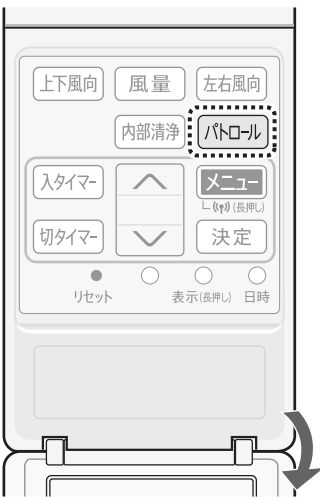 上下風向 風量 左右風向
内部清浄 パトロール
入タイマー メニュー
(長押し)
切タイマー 決定
リセット 表示(長押し) 日時